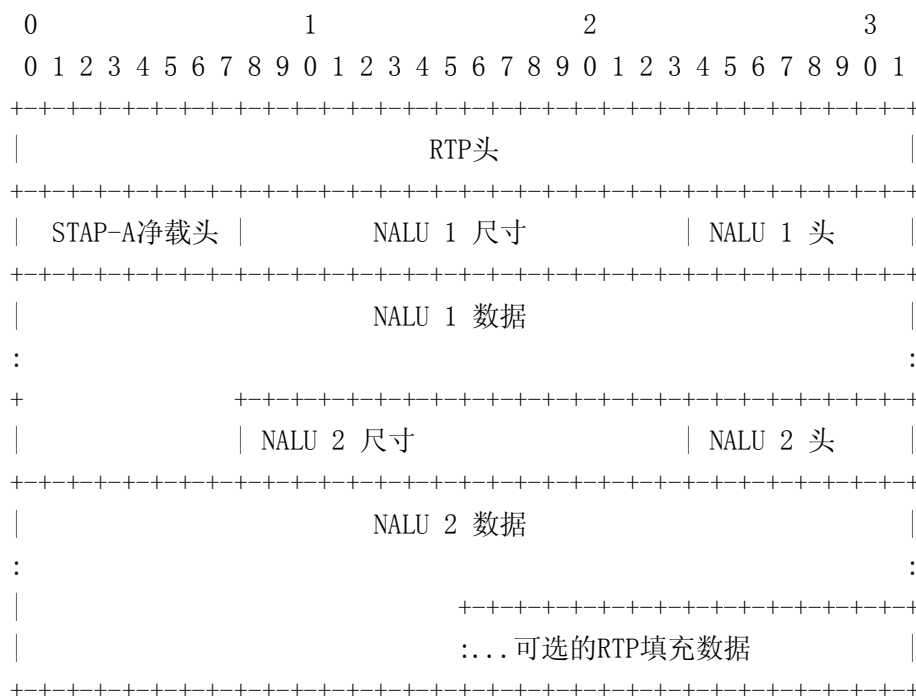 0 1 2 3
0 1 2 3 4 5 6 7 8 9 0 1 2 3 4 5 6 7 8 9 0 1 2 3 4 5 6 7 8 9 0 1
+-+-+-+-+-+-+-+-+-+-+-+-+-+-+-+-+-+-+-+-+-+-+-+-+-+-+-+-+-+-+-+-+
| RTP头 |
+-+-+-+-+-+-+-+-+-+-+-+-+-+-+-+-+-+-+-+-+-+-+-+-+-+-+-+-+-+-+-+-+
| STAP-A净载头 | NALU 1 尺寸 | NALU 1 头 |
+-+-+-+-+-+-+-+-+-+-+-+-+-+-+-+-+-+-+-+-+-+-+-+-+-+-+-+-+-+-+-+-+
| NALU 1 数据 |
: :
+ +-+-+-+-+-+-+-+-+-+-+-+-+-+-+-+-+-+-+-+-+-+-+-+-+
| | NALU 2 尺寸 | NALU 2 头 |
+-+-+-+-+-+-+-+-+-+-+-+-+-+-+-+-+-+-+-+-+-+-+-+-+-+-+-+-+-+-+-+-+
| NALU 2 数据 |
: :
| +-+-+-+-+-+-+-+-+-+-+-+-+-+-+-+-+
| :...可选的RTP填充数据 |
+-+-+-+-+-+-+-+-+-+-+-+-+-+-+-+-+-+-+-+-+-+-+-+-+-+-+-+-+-+-+-+-+